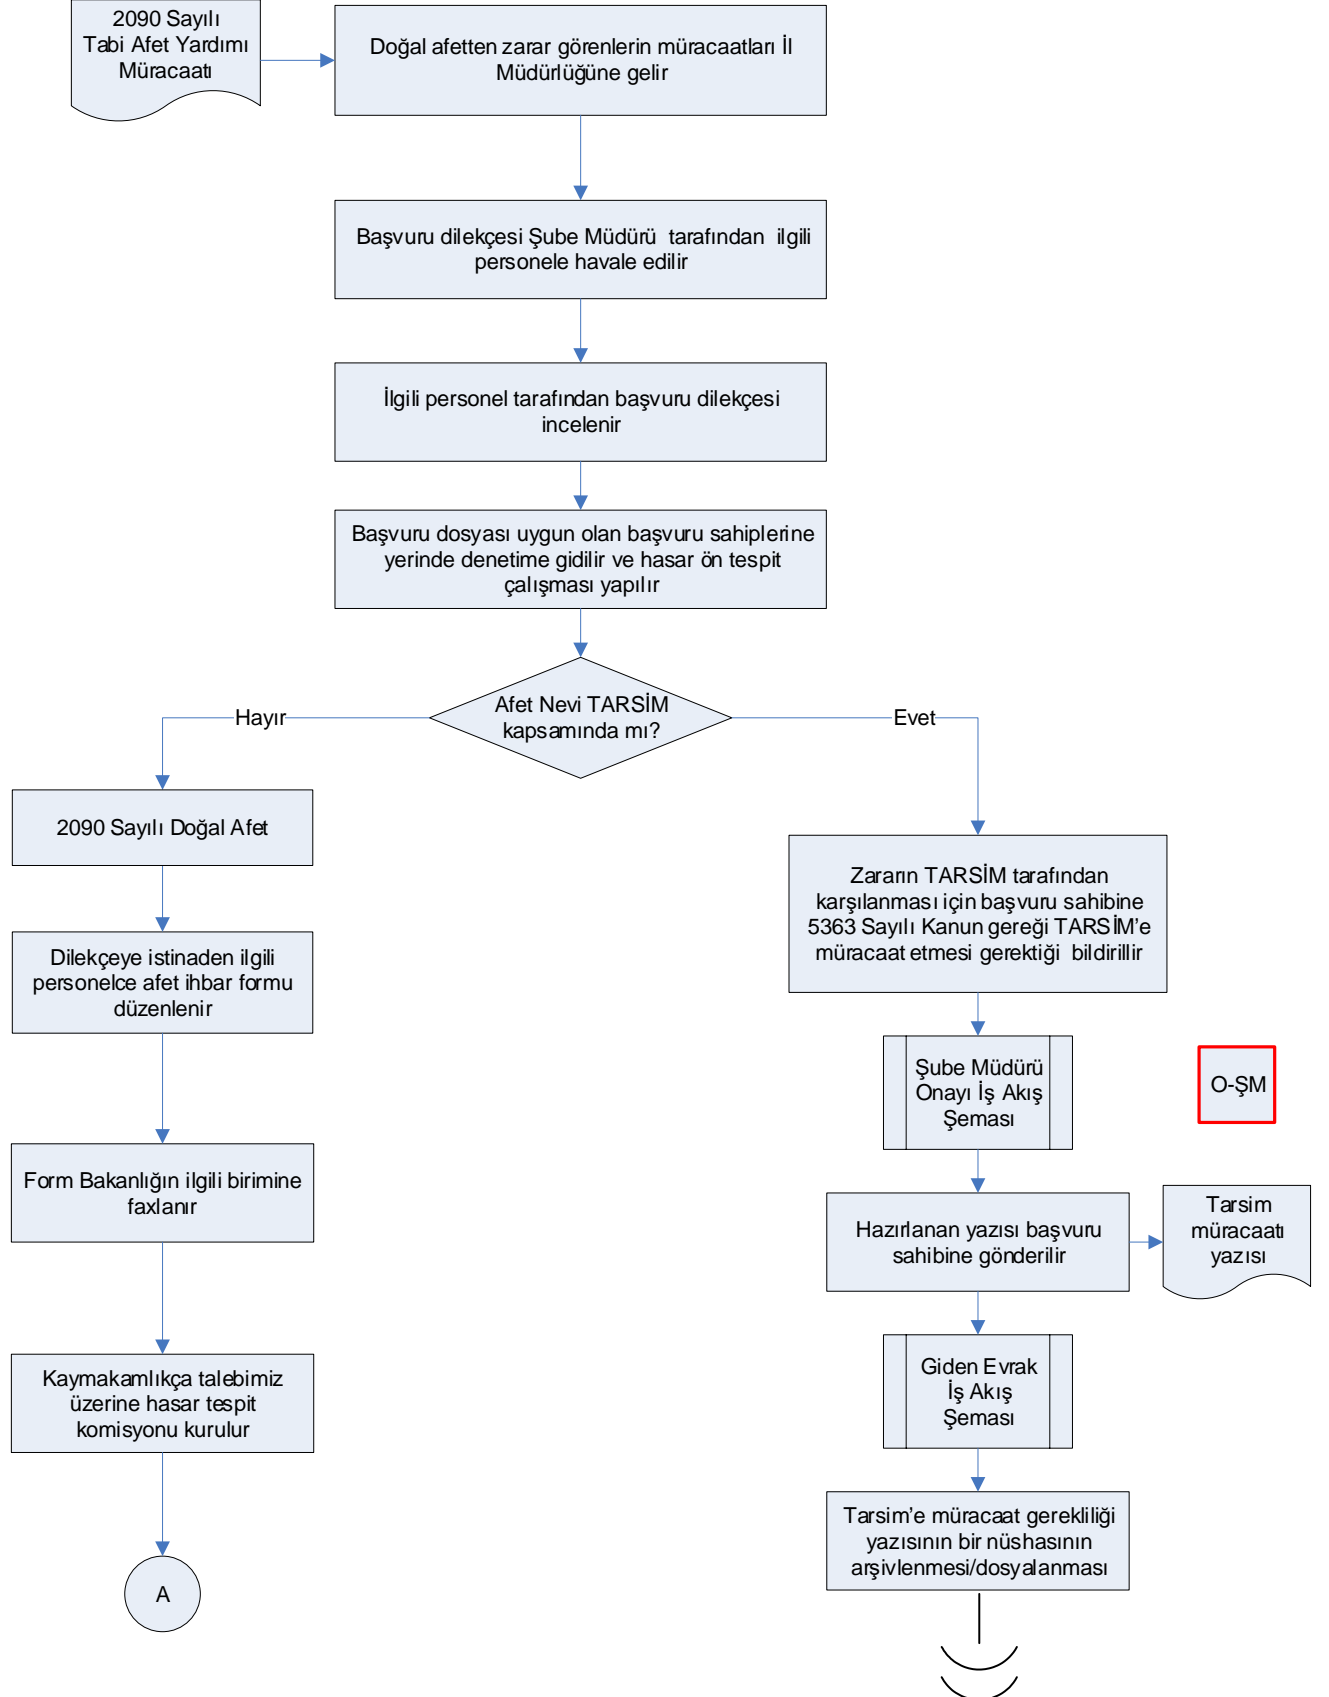 2090 Sayılı
Tabi Afet Yardımı
Müracaatı
Doğal afetten zarar görenlerin müracaatları İl
Müdürlüğüne gelir
Başvuru dilekçesi Şube Müdürü tarafından ilgili
personele havale edilir
İlgili personel tarafından başvuru dilekçesi
incelenir
Başvuru dosyası uygun olan başvuru sahiplerine
yerinde denetime gidilir ve hasar ön tespit
çalışması yapılır
Afet Nevi TARSİM
kapsamında mı?
Hayır
Evet
2090 Sayılı Doğal Afet
Dilekçeye istinaden ilgili
personelce afet ihbar formu
düzenlenir
Form Bakanlığın ilgili birimine
faxlanır
Kaymakamlıkça talebimiz
üzerine hasar tespit
komisyonu kurulur
A
Zararın TARSİM tarafından
karşılanması için başvuru sahibine
5363 Sayılı Kanun gereği TARSİM’e
müracaat etmesi gerektiği bildirillir
Şube Müdürü
Onayı İş Akış
Şeması
O-ŞM
Hazırlanan yazısı başvuru
sahibine gönderilir
Tarsim
müracaatı
yazısı
Giden Evrak
İş Akış
Şeması
Tarsim’e müracaat gerekliliği
yazısının bir nüshasının
arşivlenmesi/dosyalanması